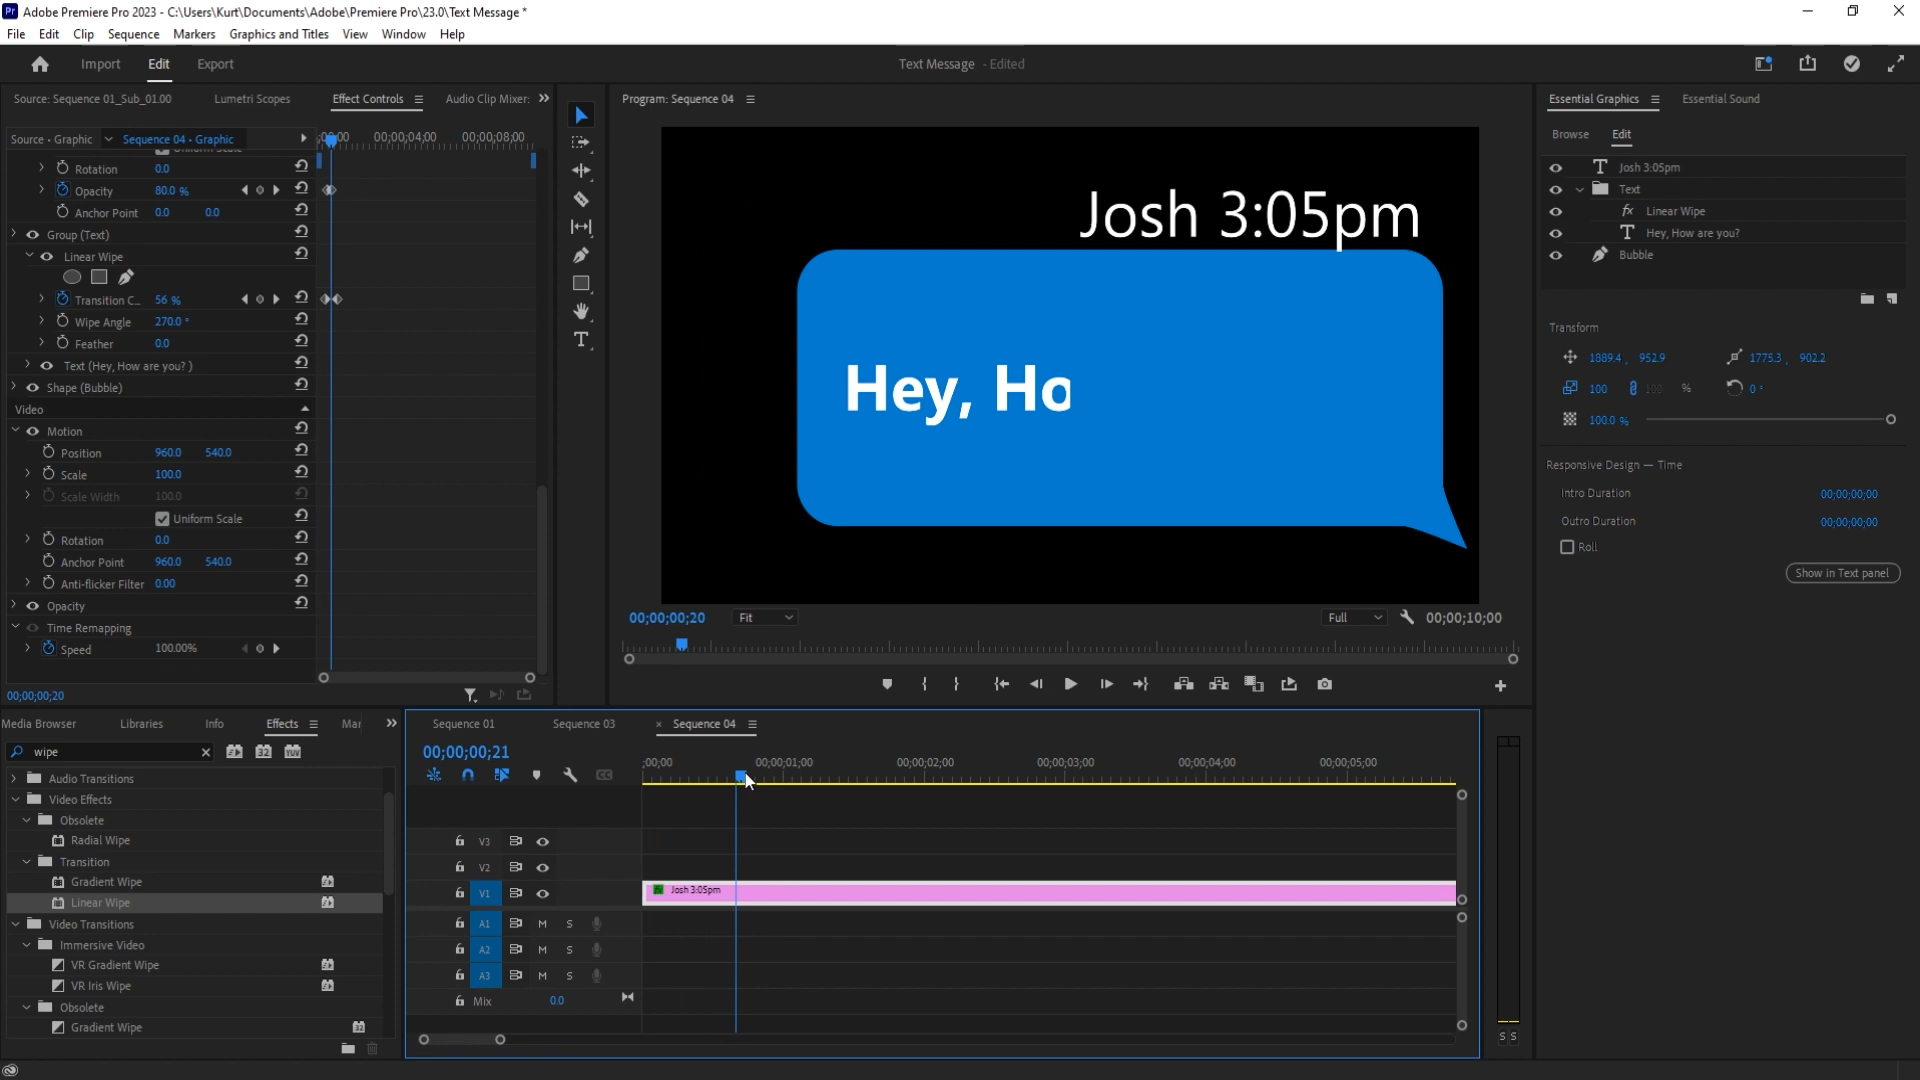 Adobe Premiere Pro 2023 - C:\Users\Kurt\Documents\Adobe\Premiere Pro\23.0\Text Message *
File Edit Clip Sequence Markers Graphics and Titles View Window Help
Import Edit Export
Text Message - Edited
Source: Sequence 01_Sub_01.00 Lumetri Scopes Effect Controls Audio Clip Mixer:
Source • Graphic Sequence 04 • Graphic
;00;00 00;00;04;00 00;00;08;00
Uniform Scale
Rotation 0.0
Opacity 80.0 %
Anchor Point 0.0 0.0
Group (Text)
Linear Wipe
Transition C... 56 %
Wipe Angle 270.0 °
Feather 0.0
Text (Hey, How are you? )
Shape (Bubble)
Video
Motion
Position 960.0 540.0
Scale 100.0
Scale Width 100.0
Uniform Scale
Rotation 0.0
Anchor Point 960.0 540.0
Anti-flicker Filter 0.00
Opacity
Time Remapping
Speed 100.00%
00;00;00;20
Program: Sequence 04
Josh 3:05pm
Hey, Ho
00;00;00;20 Fit Full 00;00;10;00
Essential Graphics Essential Sound
Browse Edit
Josh 3:05pm
Text
fx Linear Wipe
Hey, How are you?
Bubble
Transform
1889.4 , 952.9 1775.3 , 902.2
100 100 % 0 °
100.0 %
Responsive Design — Time
Intro Duration 00;00;00;00
Outro Duration 00;00;00;00
Roll
Show in Text panel
Media Browser Libraries Info Effects Mar
wipe 32 YUV
Audio Transitions
Video Effects
Obsolete
Radial Wipe
Transition
Gradient Wipe
Linear Wipe
Video Transitions
Immersive Video
VR Gradient Wipe
VR Iris Wipe
Obsolete
Gradient Wipe 32
Sequence 01 Sequence 03 × Sequence 04
00;00;00;21
;00;00 00;00;01;00 00;00;02;00 00;00;03;00 00;00;04;00 00;00;05;00
CC
V3
V2
V1 fx Josh 3:05pm
A1 M S
A2 M S
A3 M S
Mix 0.0
S S